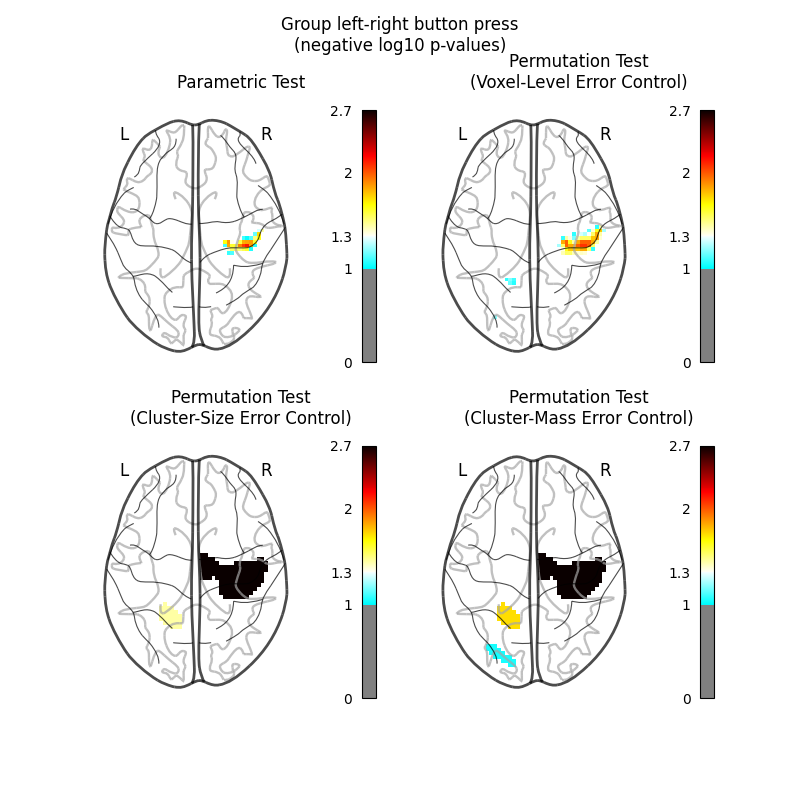 Group left-right button press
(negative log10 p-values)
Parametric Test
Permutation Test
(Voxel-Level Error Control)
L
R
2.7
2
1.3
1
0
L
R
2.7
2
1.3
1
0
Permutation Test
(Cluster-Size Error Control)
Permutation Test
(Cluster-Mass Error Control)
L
R
2.7
2
1.3
1
0
L
R
2.7
2
1.3
1
0